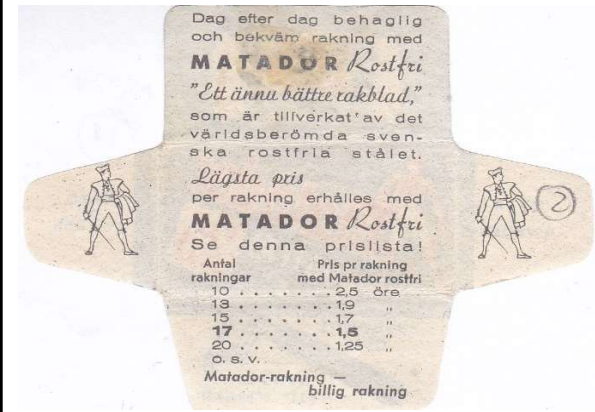 Dag efter dag behaglig
och bekväm rakning med
MATADOR Rostfri
"Ett ännu bättre rakblad,"
som är tillverkat av det
världsberömda sven-
ska rostfria stålet.
Lägsta pris
per rakning erhålles med
MATADOR Rostfri
Se denna prislista!
Antal Pris pr rakning
rakningar med Matador rostfri
10 . . . . . . . 2,5 öre
13 . . . . . . . 1,9 "
15 . . . . . . . 1,7 "
17 . . . . . . . 1,5 "
20 . . . . . . . 1,25 "
o. s. v.
Matador-rakning —
billig rakning
2